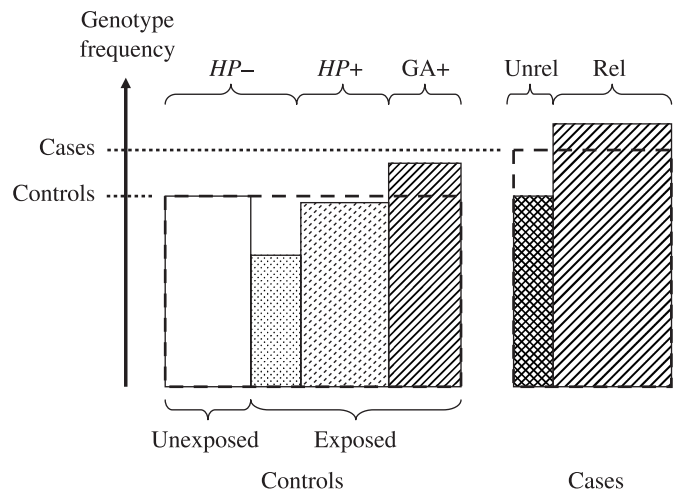 Genotype
frequency
HP– HP+ GA+ Unrel Rel
Cases
Controls
Unexposed Exposed
Controls Cases